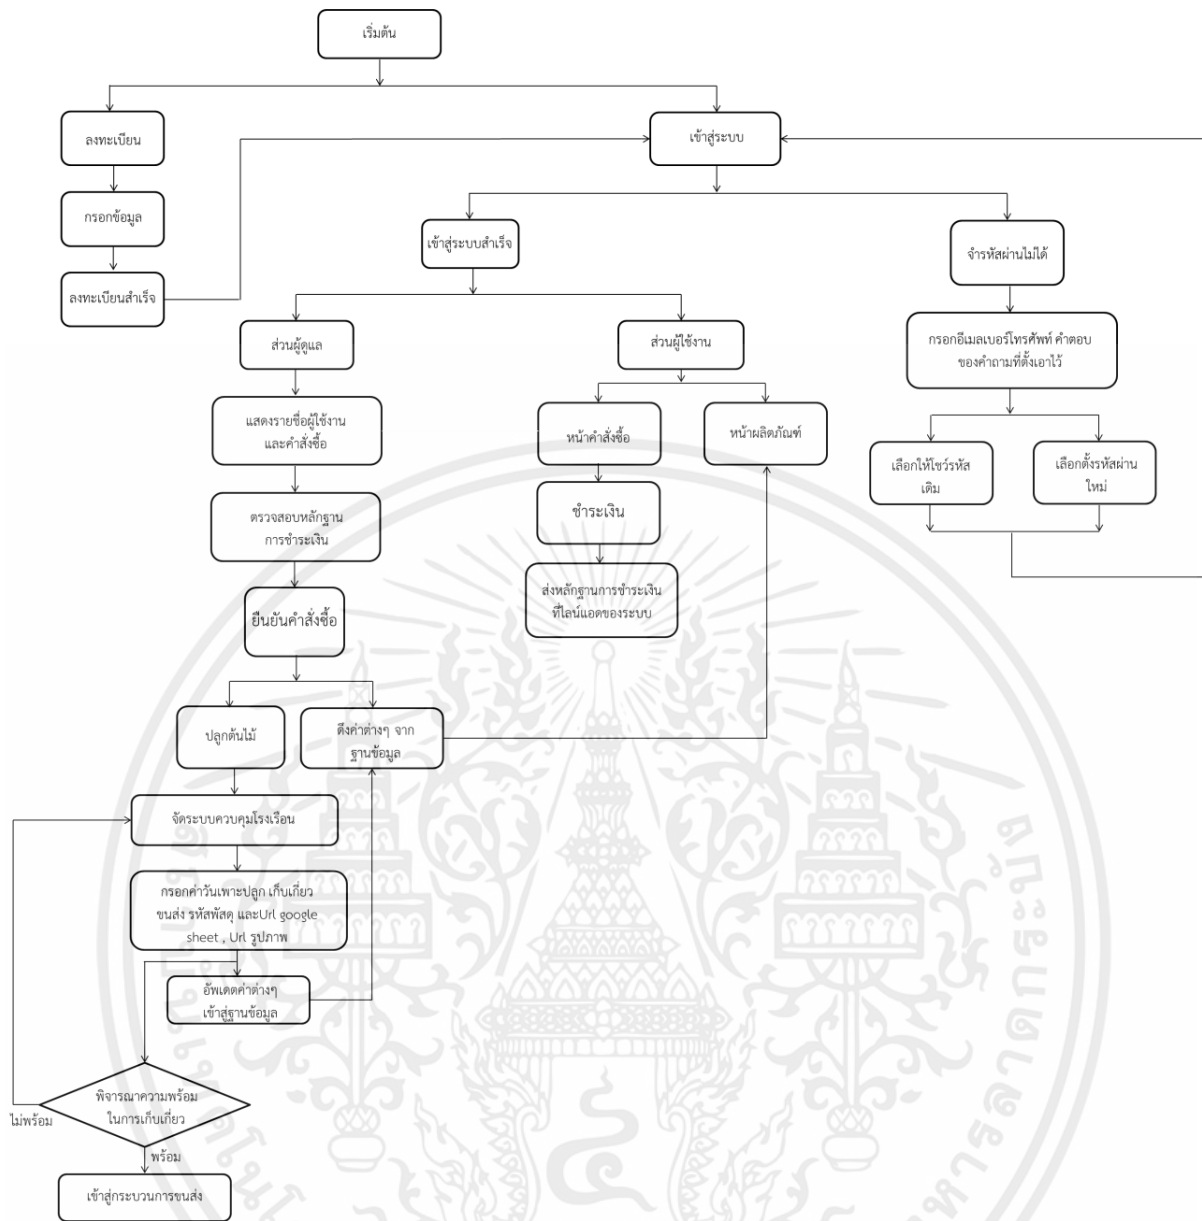 เริ่มต้น
ลงทะเบียน
เข้าสู่ระบบ
กรอกข้อมูล
เข้าสู่ระบบสำเร็จ
จำรหัสผ่านไม่ได้
ลงทะเบียนสำเร็จ
ส่วนผู้ดูแล
ส่วนผู้ใช้งาน
กรอกอีเมลเบอร์โทรศัพท์ คำตอบ
ของคำถามที่ตั้งเอาไว้
แสดงรายชื่อผู้ใช้งาน
และคำสั่งซื้อ
หน้าคำสั่งซื้อ
หน้าผลิตภัณฑ์
เลือกให้โชว์รหัส
เดิม
เลือกตั้งรหัสผ่าน
ใหม่
ตรวจสอบหลักฐาน
การชำระเงิน
ชำระเงิน
ส่งหลักฐานการชำระเงิน
ที่ไลน์แอดของระบบ
ยืนยันคำสั่งซื้อ
ปลูกต้นไม้
ดึงค่าต่างๆ จาก
ฐานข้อมูล
จัดระบบควบคุมโรงเรือน
กรอกค่าวันเพาะปลูก เก็บเกี่ยว
ขนส่ง รหัสพัสดุ และUrl google
sheet , Url รูปภาพ
อัพเดตค่าต่างๆ
เข้าสู่ฐานข้อมูล
พิจารณาความพร้อม
ในการเก็บเกี่ยว
ไม่พร้อม
พร้อม
เข้าสู่กระบวนการขนส่ง